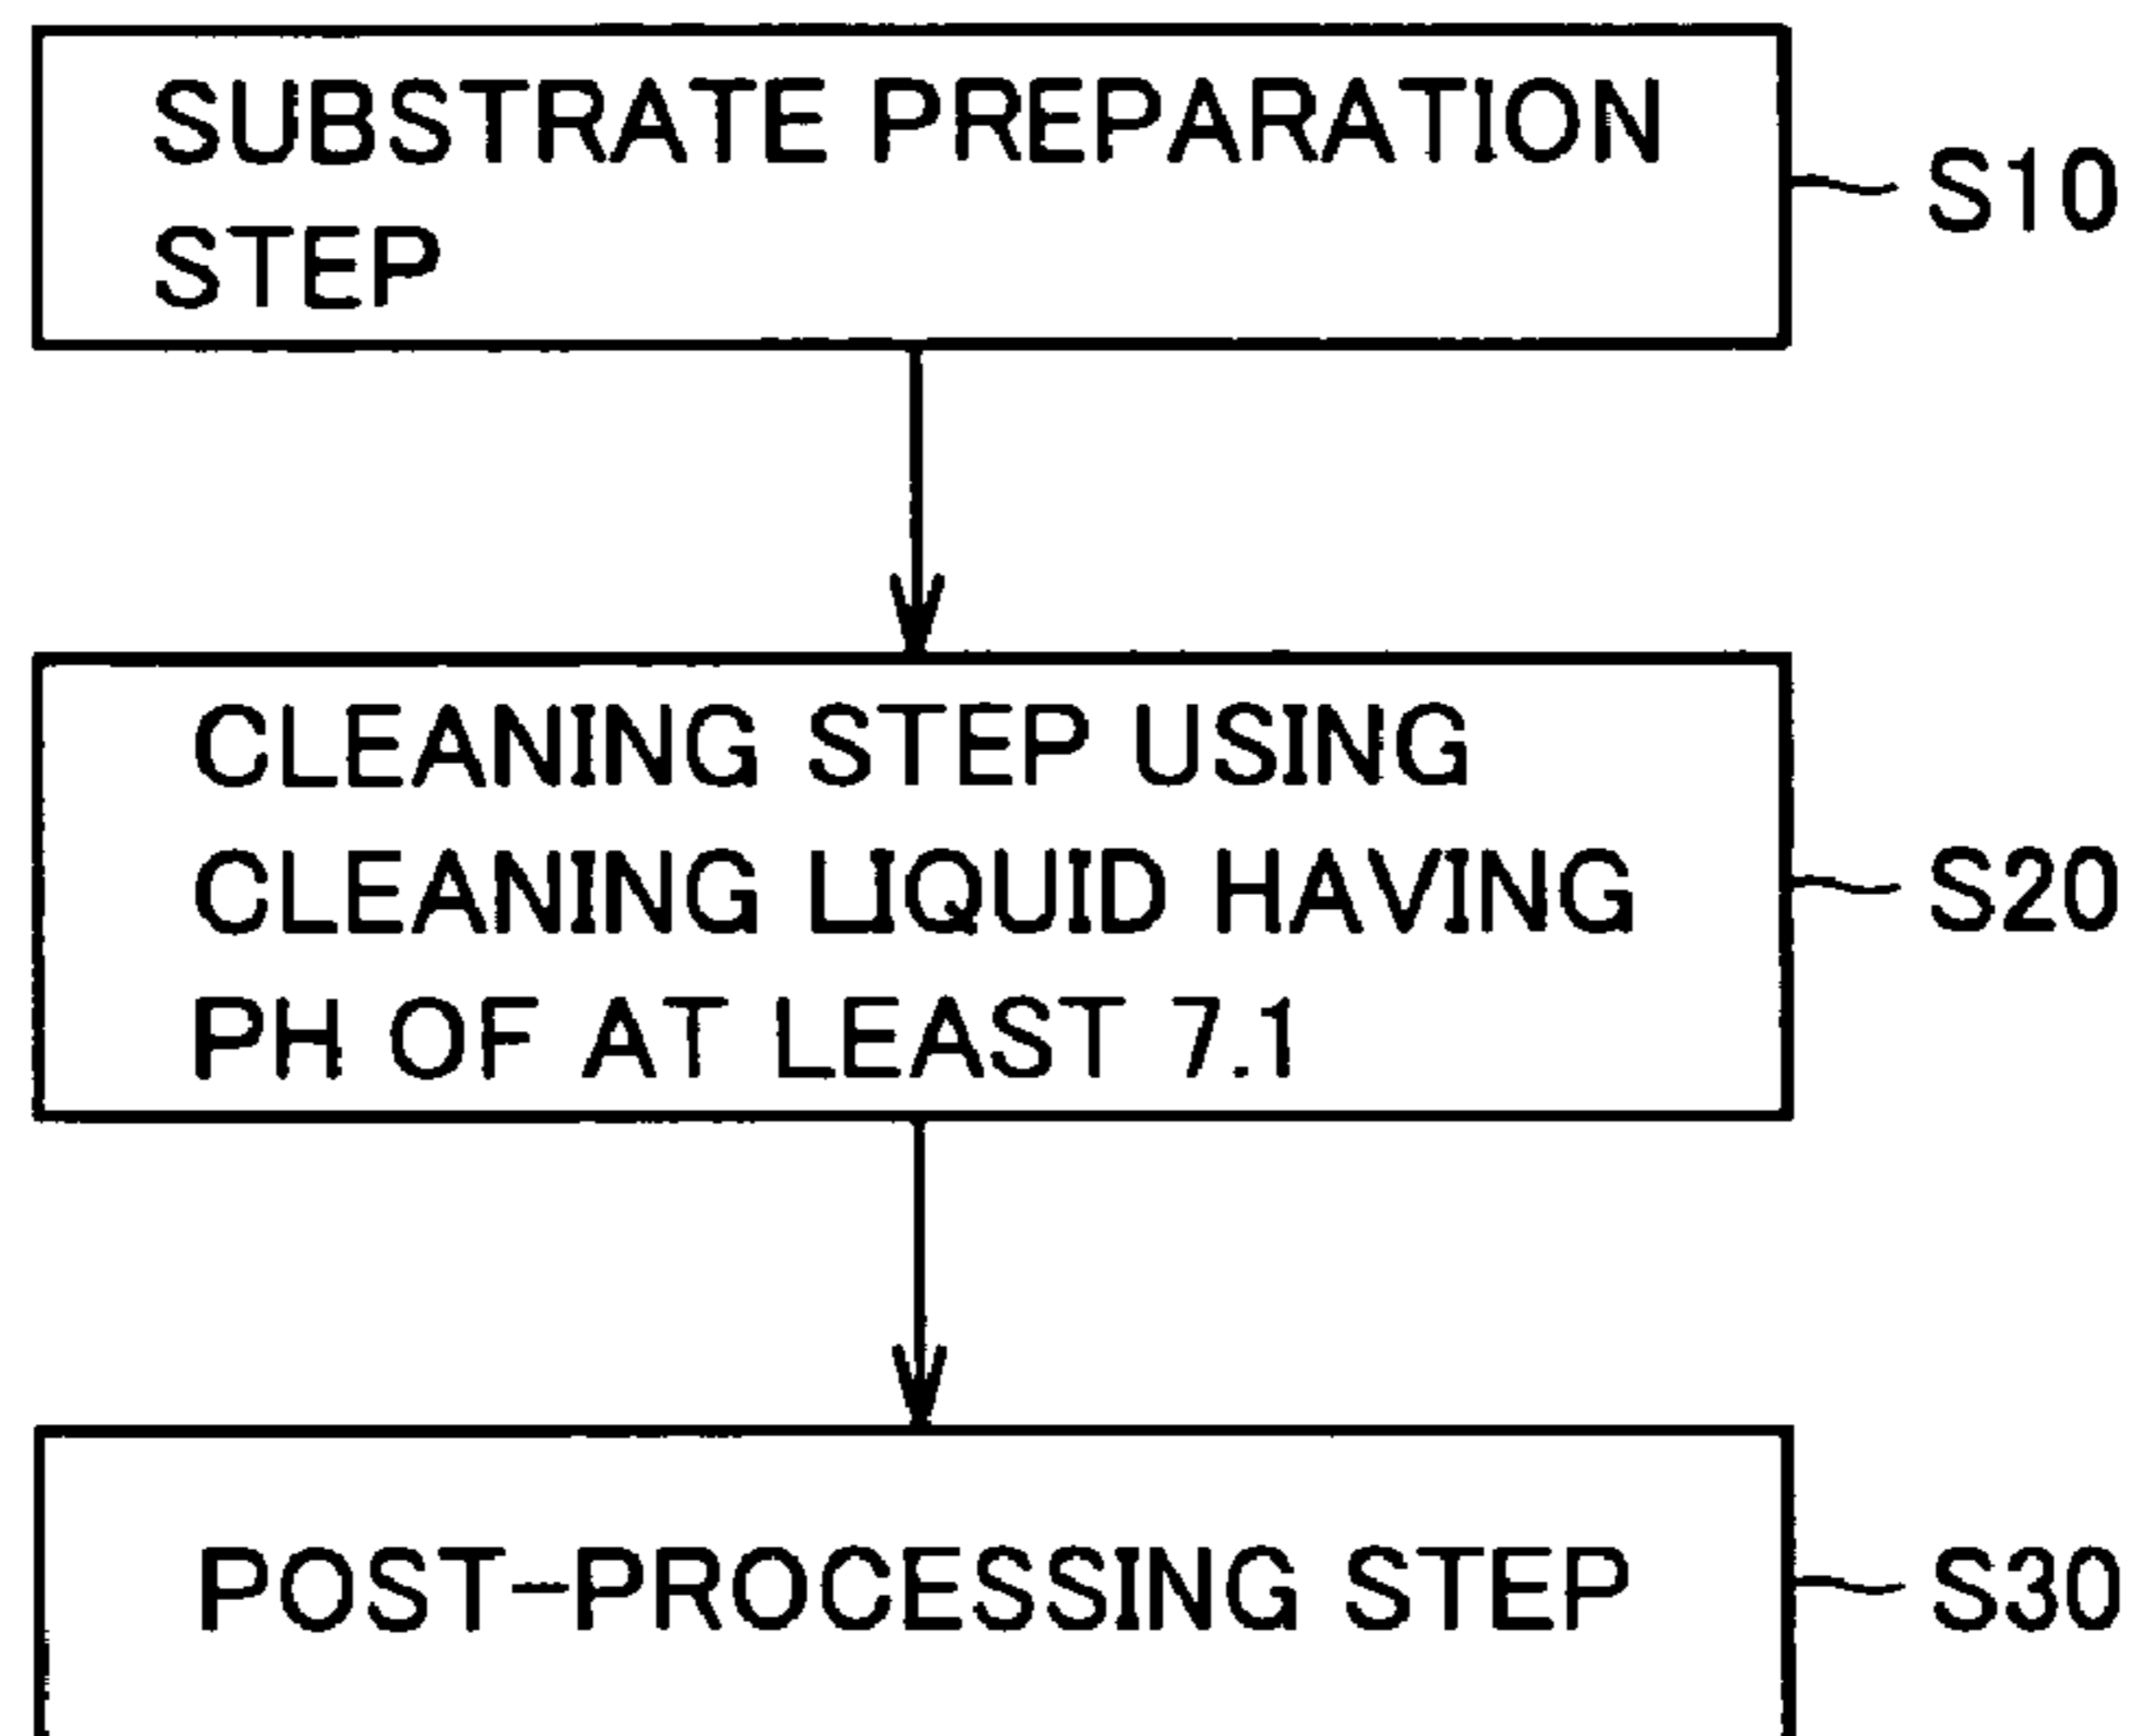 SUBSTRATE PREPARATION
STEP
S10
CLEANING STEP USING
CLEANING LIQUID HAVING
PH OF AT LEAST 7.1
S20
POST-PROCESSING STEP
S30